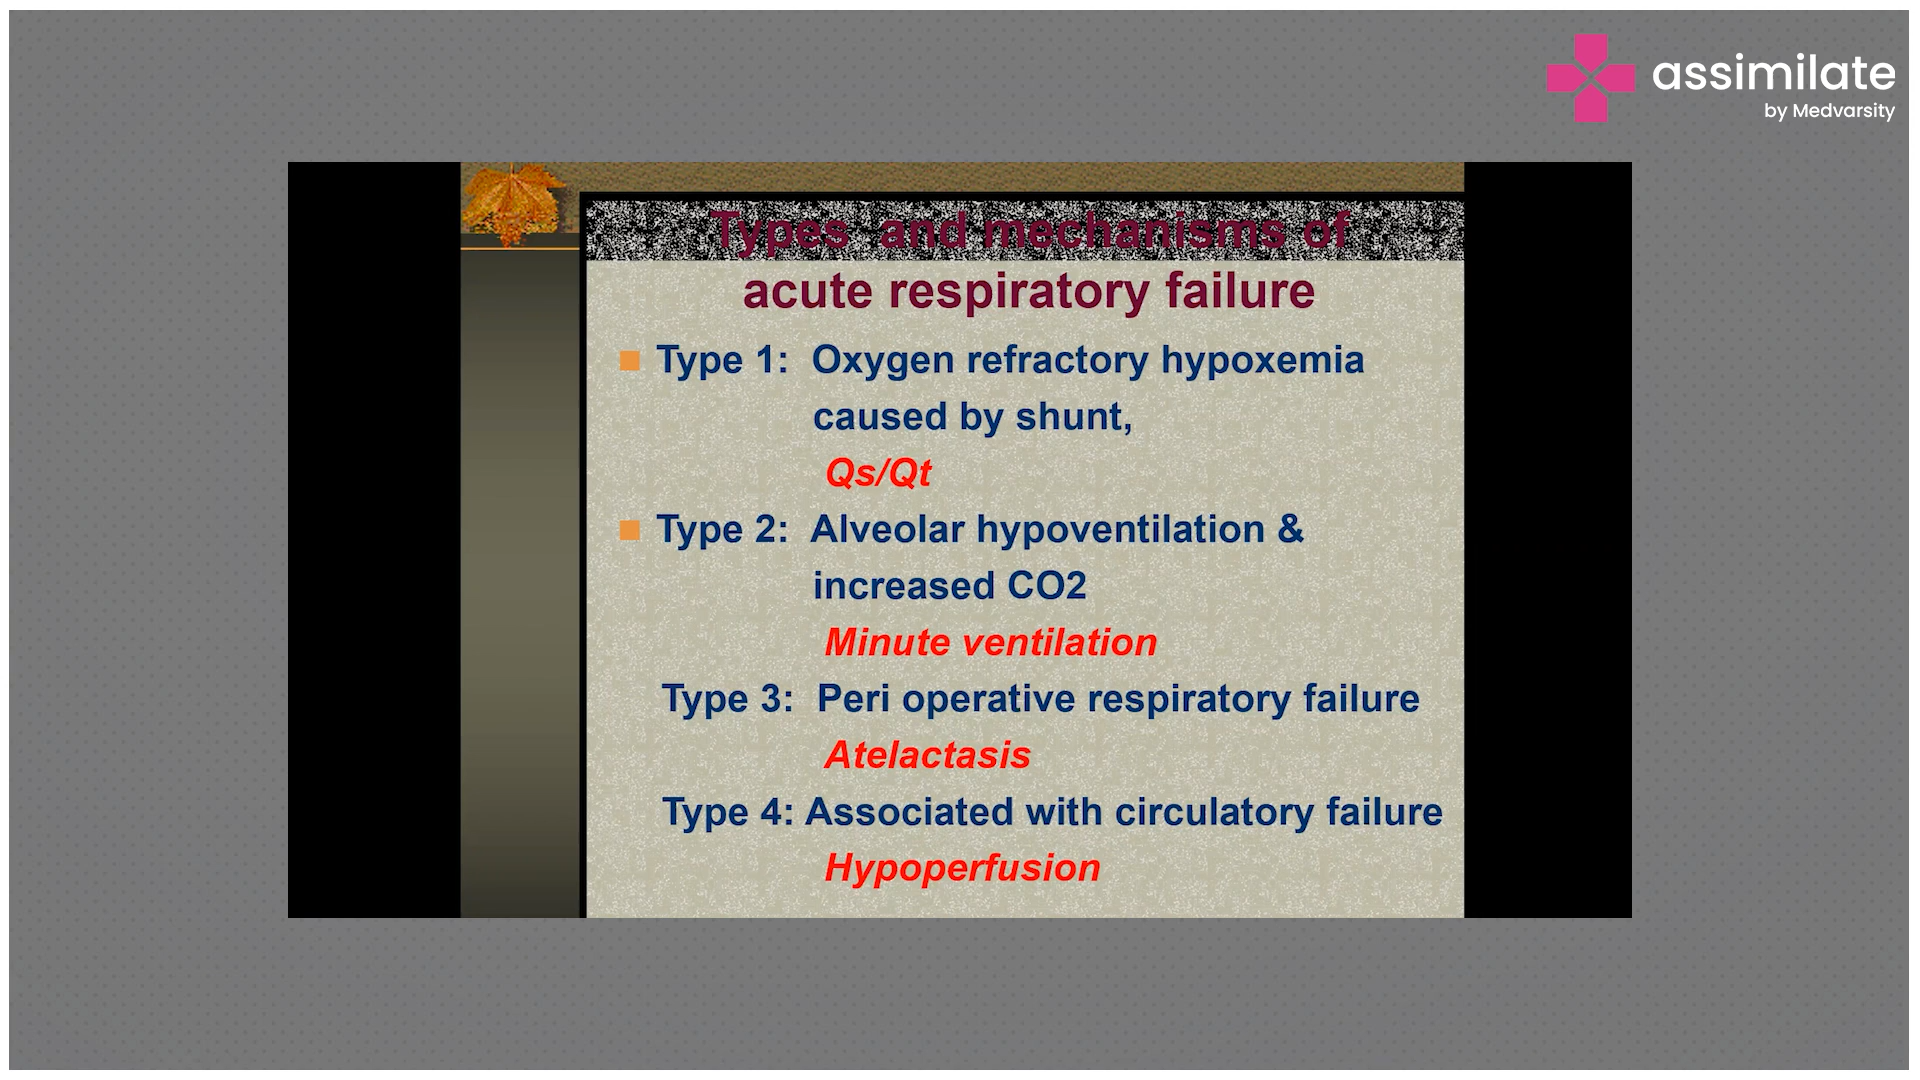 assimilate
by Medvarsity
Types and mechanisms of
acute respiratory failure
Type 1: Oxygen refractory hypoxemia
caused by shunt,
Qs/Qt
Type 2: Alveolar hypoventilation &
increased CO2
Minute ventilation
Type 3: Peri operative respiratory failure
Atelactasis
Type 4: Associated with circulatory failure
Hypoperfusion